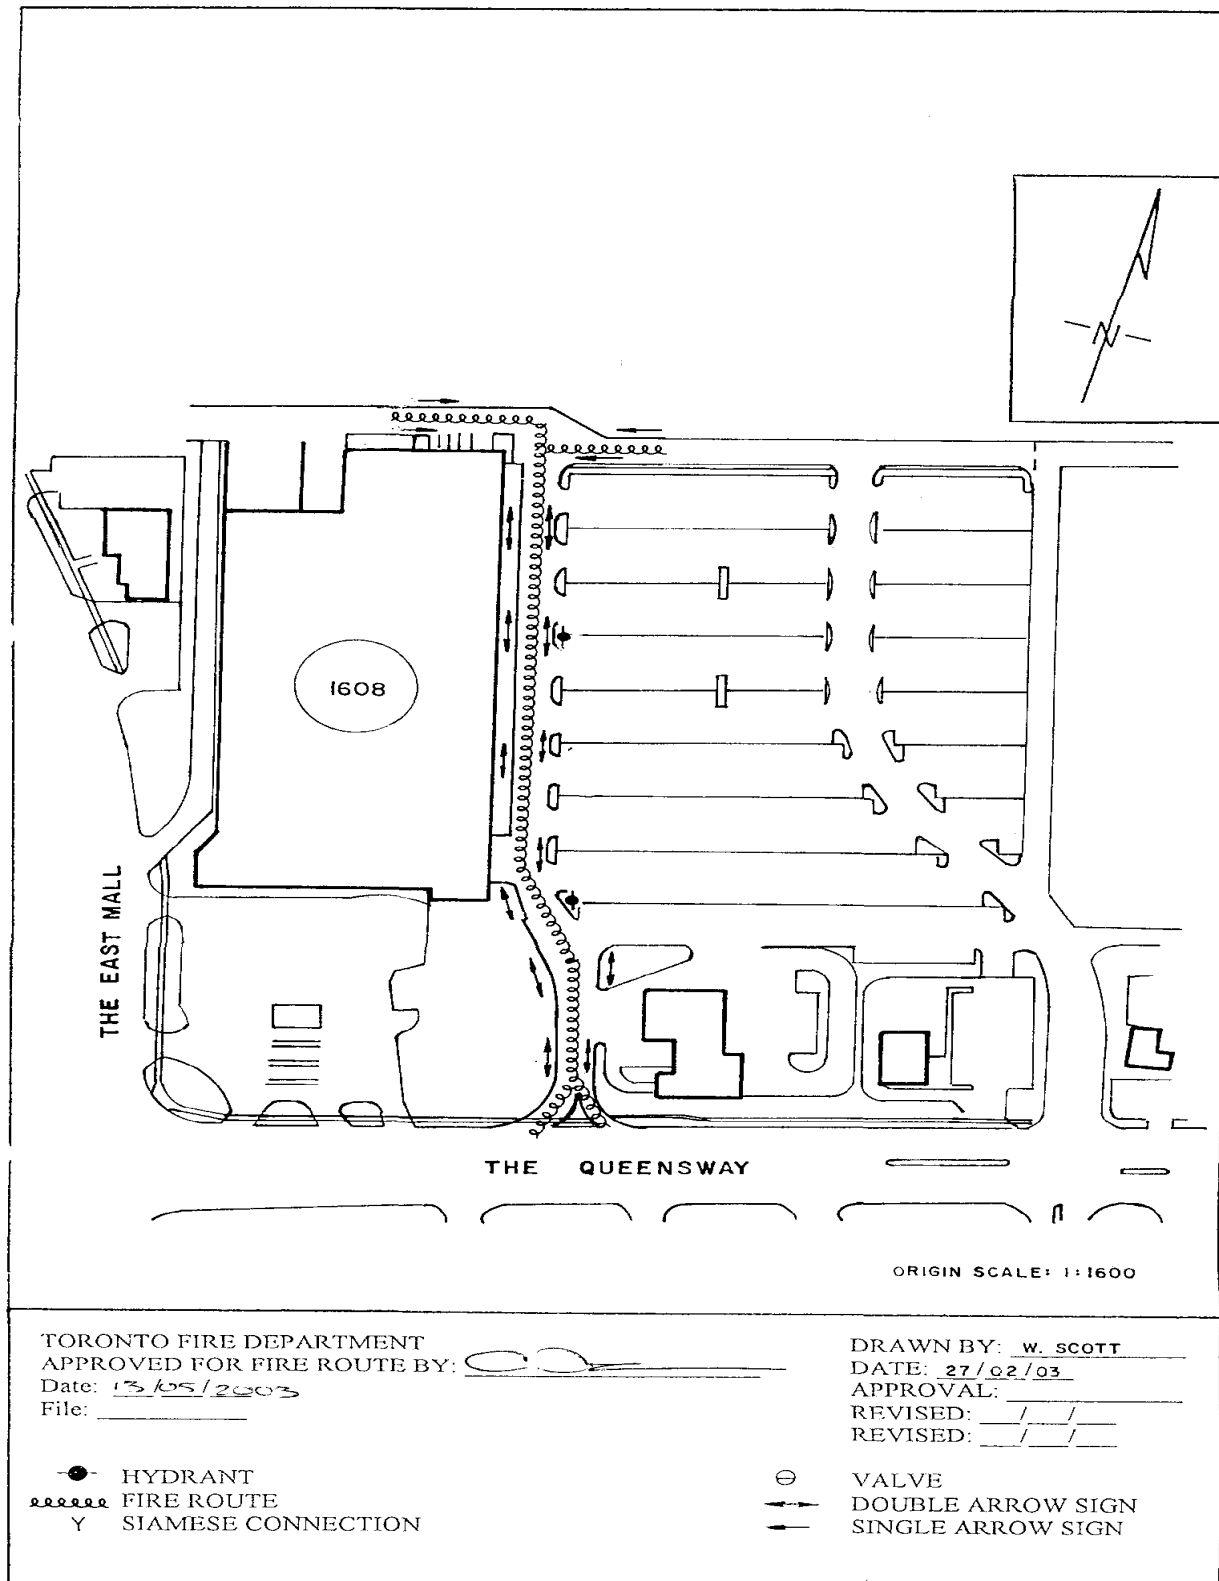 N
1608
THE EAST MALL
THE QUEENSWAY
ORIGIN SCALE: 1:1600
TORONTO FIRE DEPARTMENT
APPROVED FOR FIRE ROUTE BY:
Date: 13/05/2003
File:
DRAWN BY: W. SCOTT
DATE: 27/02/03
APPROVAL:
REVISED: / /
REVISED: / /
HYDRANT
FIRE ROUTE
Y SIAMESE CONNECTION
VALVE
DOUBLE ARROW SIGN
SINGLE ARROW SIGN